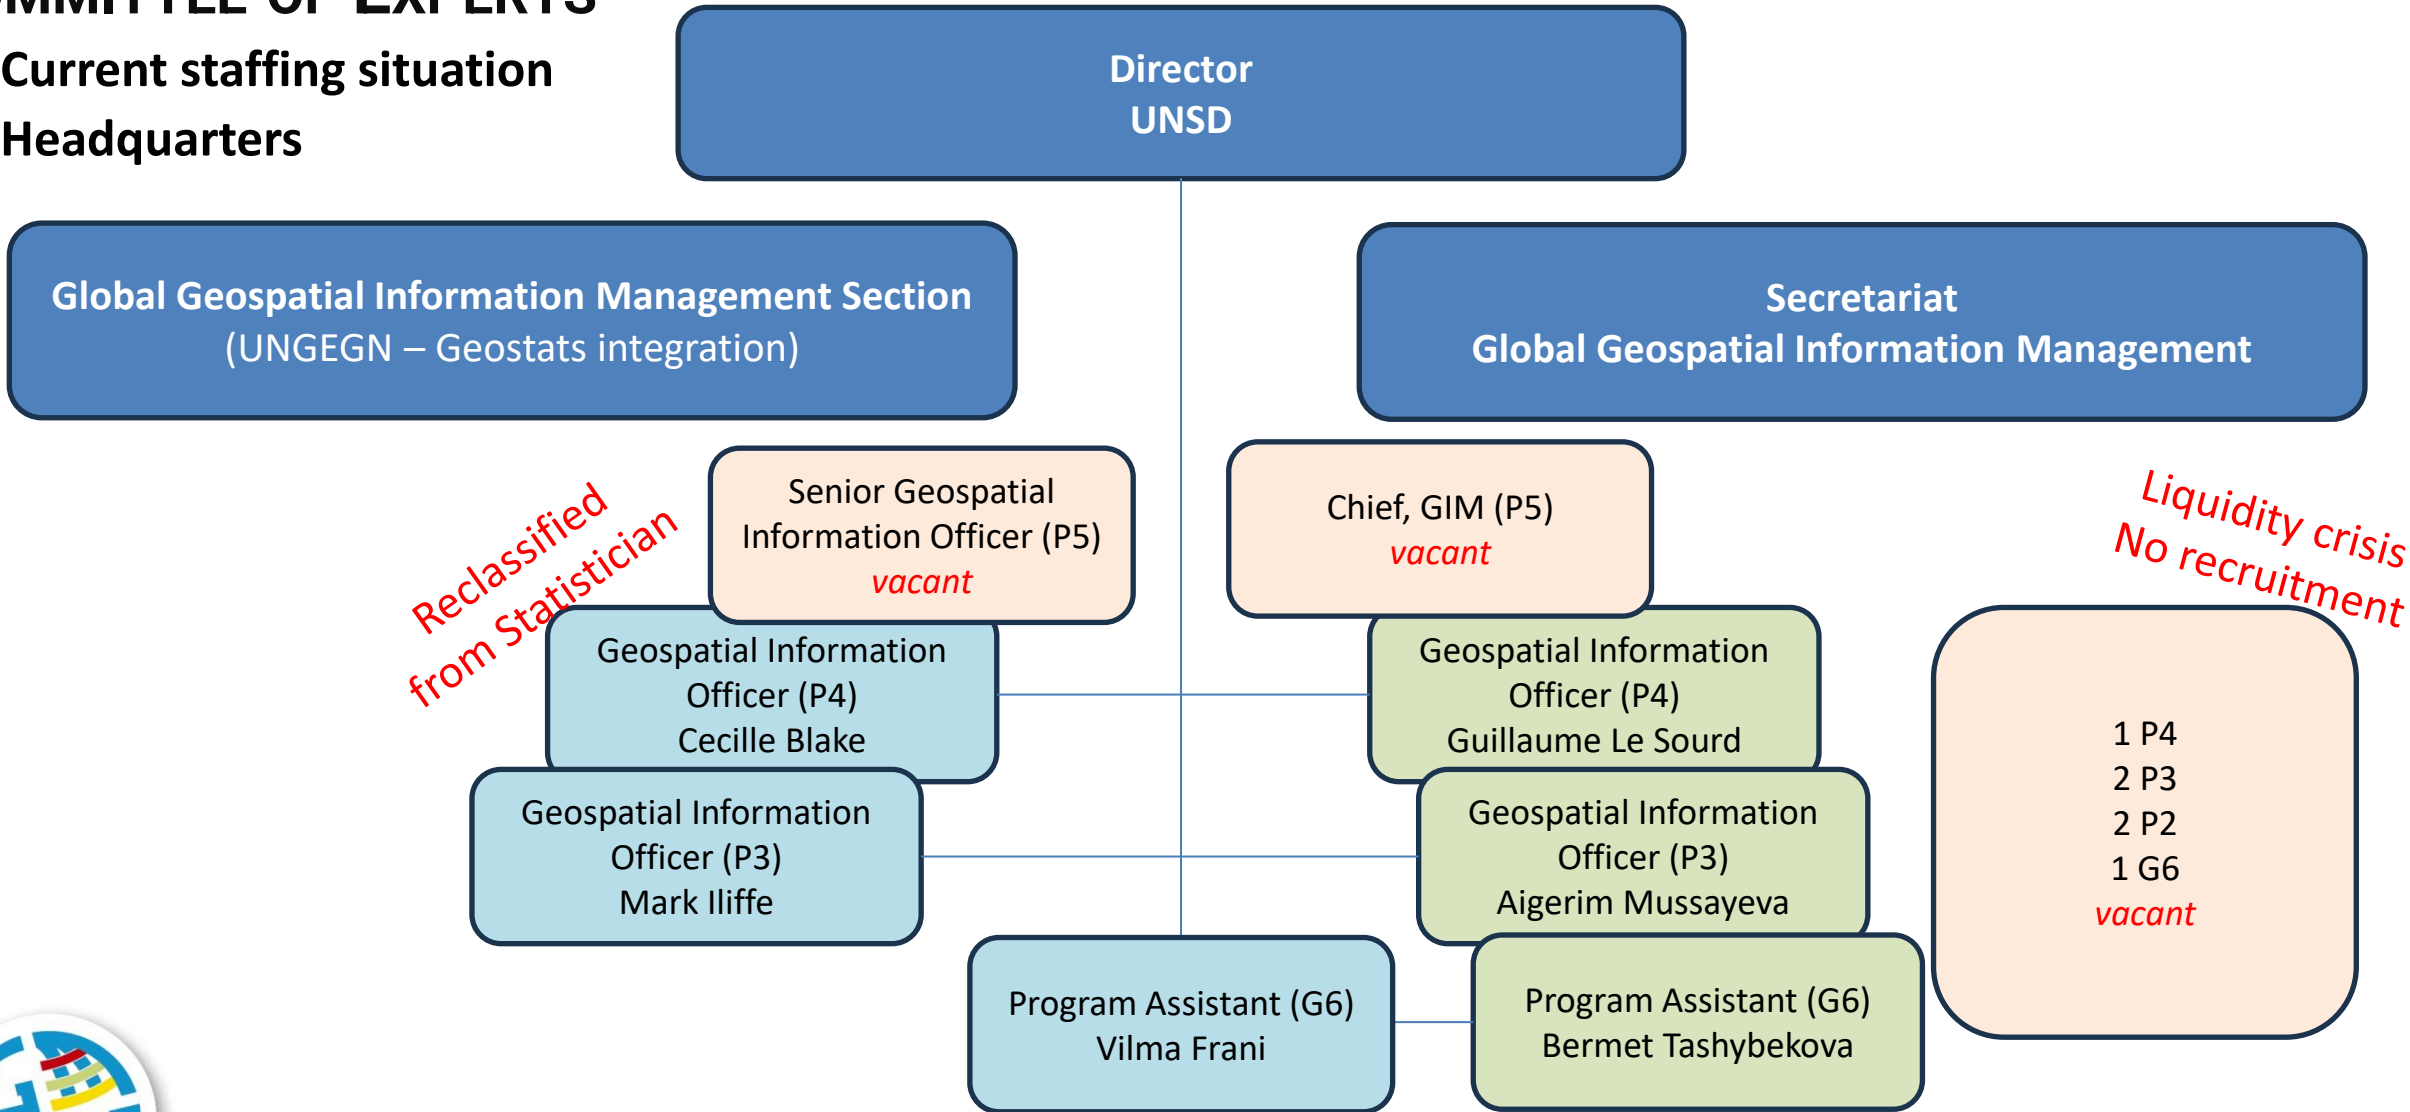 OF EXPERTS
Current staffing situation
Headquarters
Director
UNSD
Global Geospatial Information Management Section
(UNGEGN – Geostats integration)
Secretariat
Global Geospatial Information Management
Reclassified
from Statistician
Senior Geospatial
Information Officer (P5)
vacant
Chief, GIM (P5)
vacant
Liquidity crisis
No recruitment
Geospatial Information
Officer (P4)
Cecille Blake
Geospatial Information
Officer (P4)
Guillaume Le Sourd
Geospatial Information
Officer (P3)
Mark Iliffe
Geospatial Information
Officer (P3)
Aigerim Mussayeva
1 P4
2 P3
2 P2
1 G6
vacant
Program Assistant (G6)
Vilma Frani
Program Assistant (G6)
Bermet Tashybekova